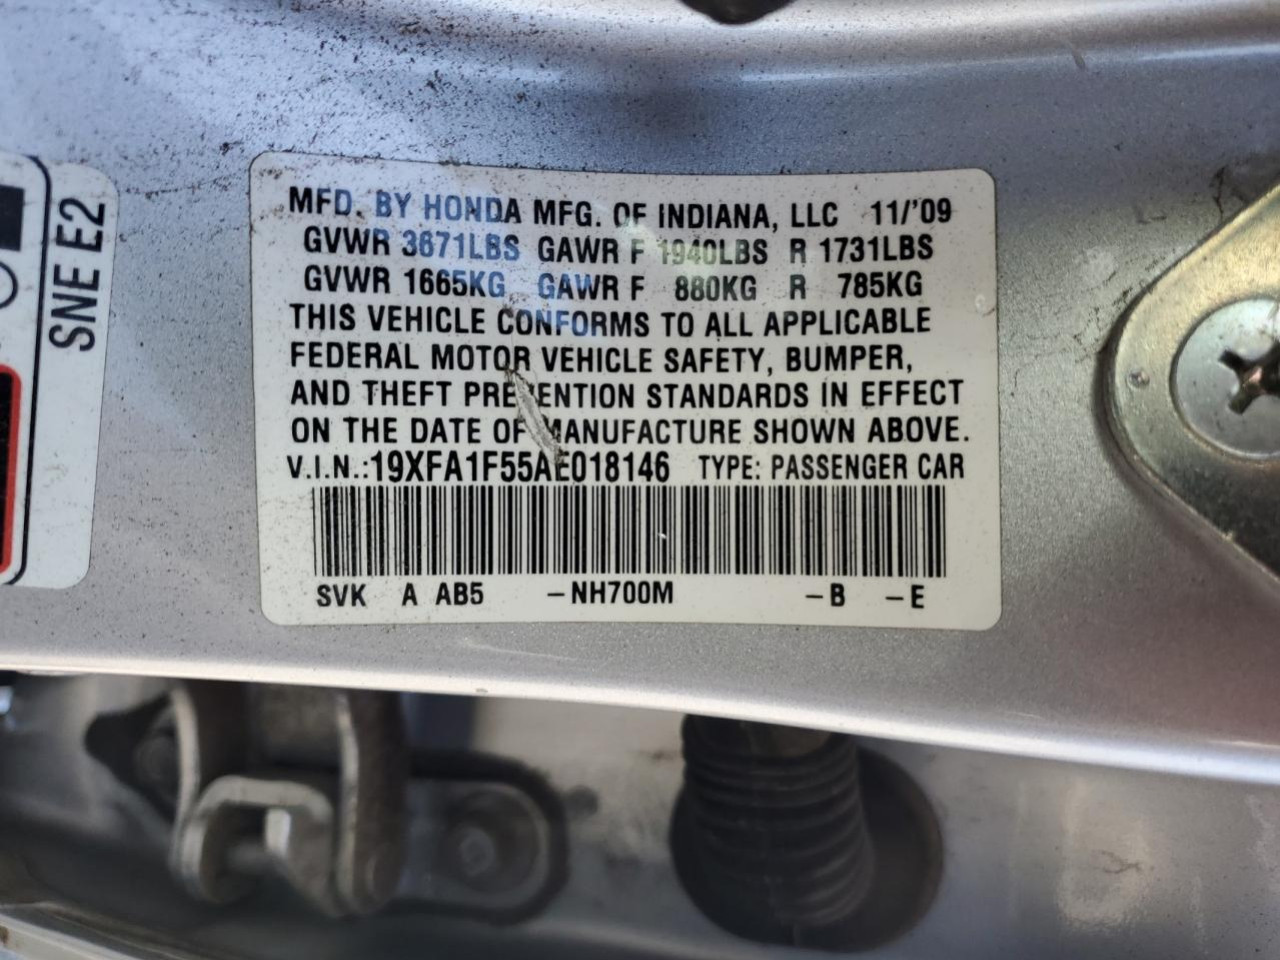 SNE E2
MFD. BY HONDA MFG. OF INDIANA, LLC 11/'09
GVWR 3671LBS GAWR F 1940LBS R 1731LBS
GVWR 1665KG GAWR F 880KG R 785KG
THIS VEHICLE CONFORMS TO ALL APPLICABLE
FEDERAL MOTOR VEHICLE SAFETY, BUMPER,
AND THEFT PREVENTION STANDARDS IN EFFECT
ON THE DATE OF MANUFACTURE SHOWN ABOVE.
V.I.N.:19XFA1F55AE018146 TYPE: PASSENGER CAR
SVK A AB5 -NH700M -B -E